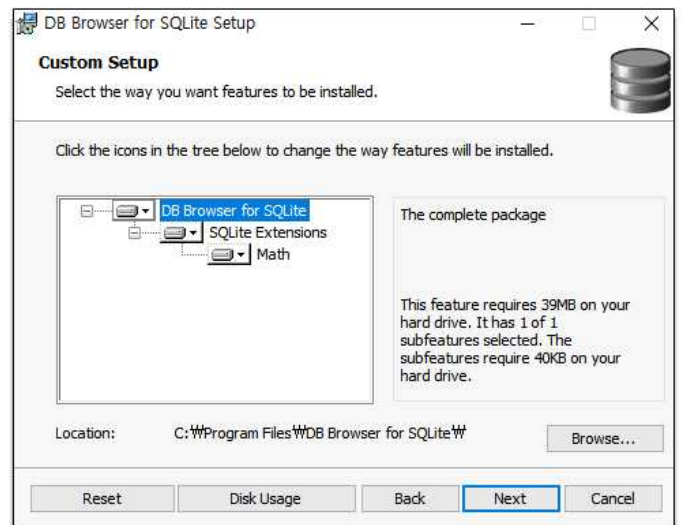 DB Browser for SQLite Setup
Custom Setup
Select the way you want features to be installed.
Click the icons in the tree below to change the way features will be installed.
DB Browser for SQLite
SQLite Extensions
Math
The complete package
This feature requires 39MB on your
hard drive. It has 1 of 1
subfeatures selected. The
subfeatures require 40KB on your
hard drive.
Location: C:₩Program Files₩DB Browser for SQLite₩
Browse...
Reset Disk Usage Back Next Cancel